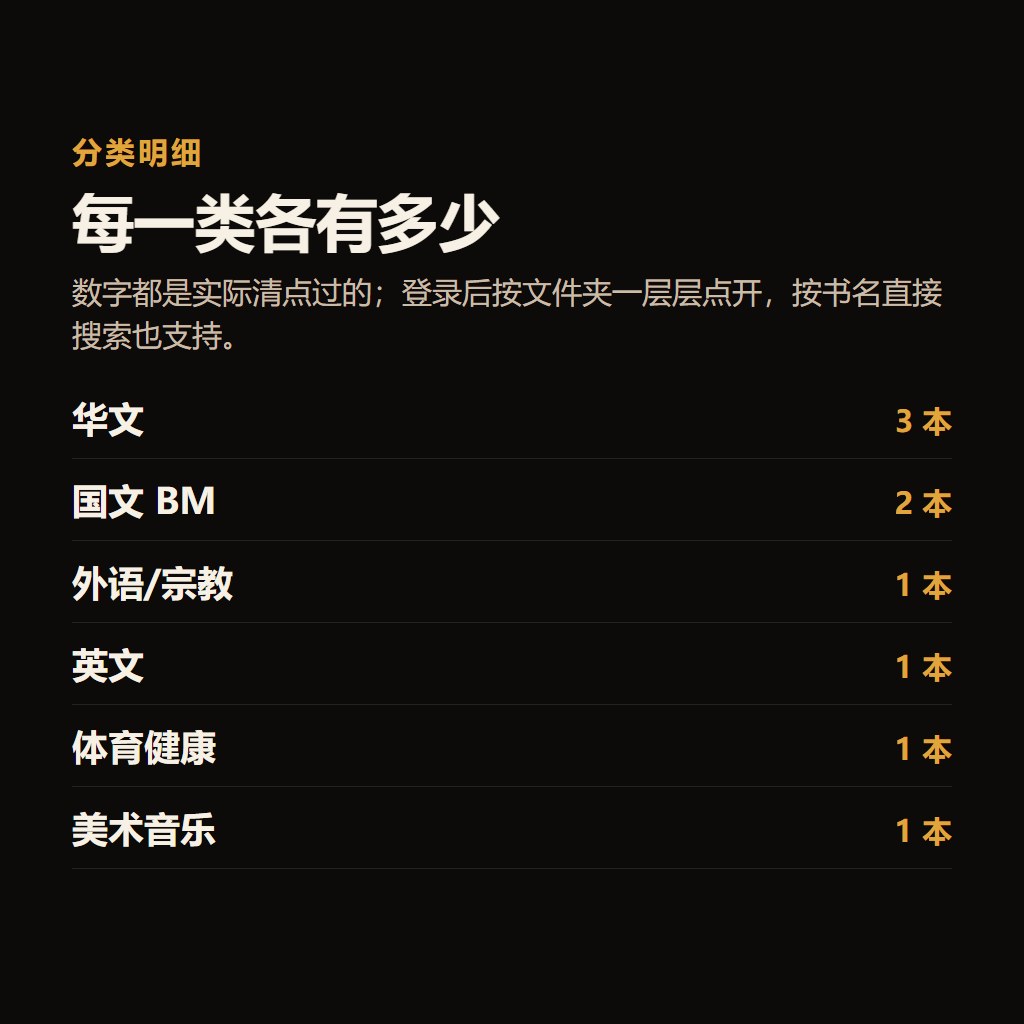 分类明细
每一类各有多少
数字都是实际清点过的；登录后按文件夹一层层点开，按书名直接
搜索也支持。
华文 3 本
国文 BM 2 本
外语/宗教 1 本
英文 1 本
体育健康 1 本
美术音乐 1 本